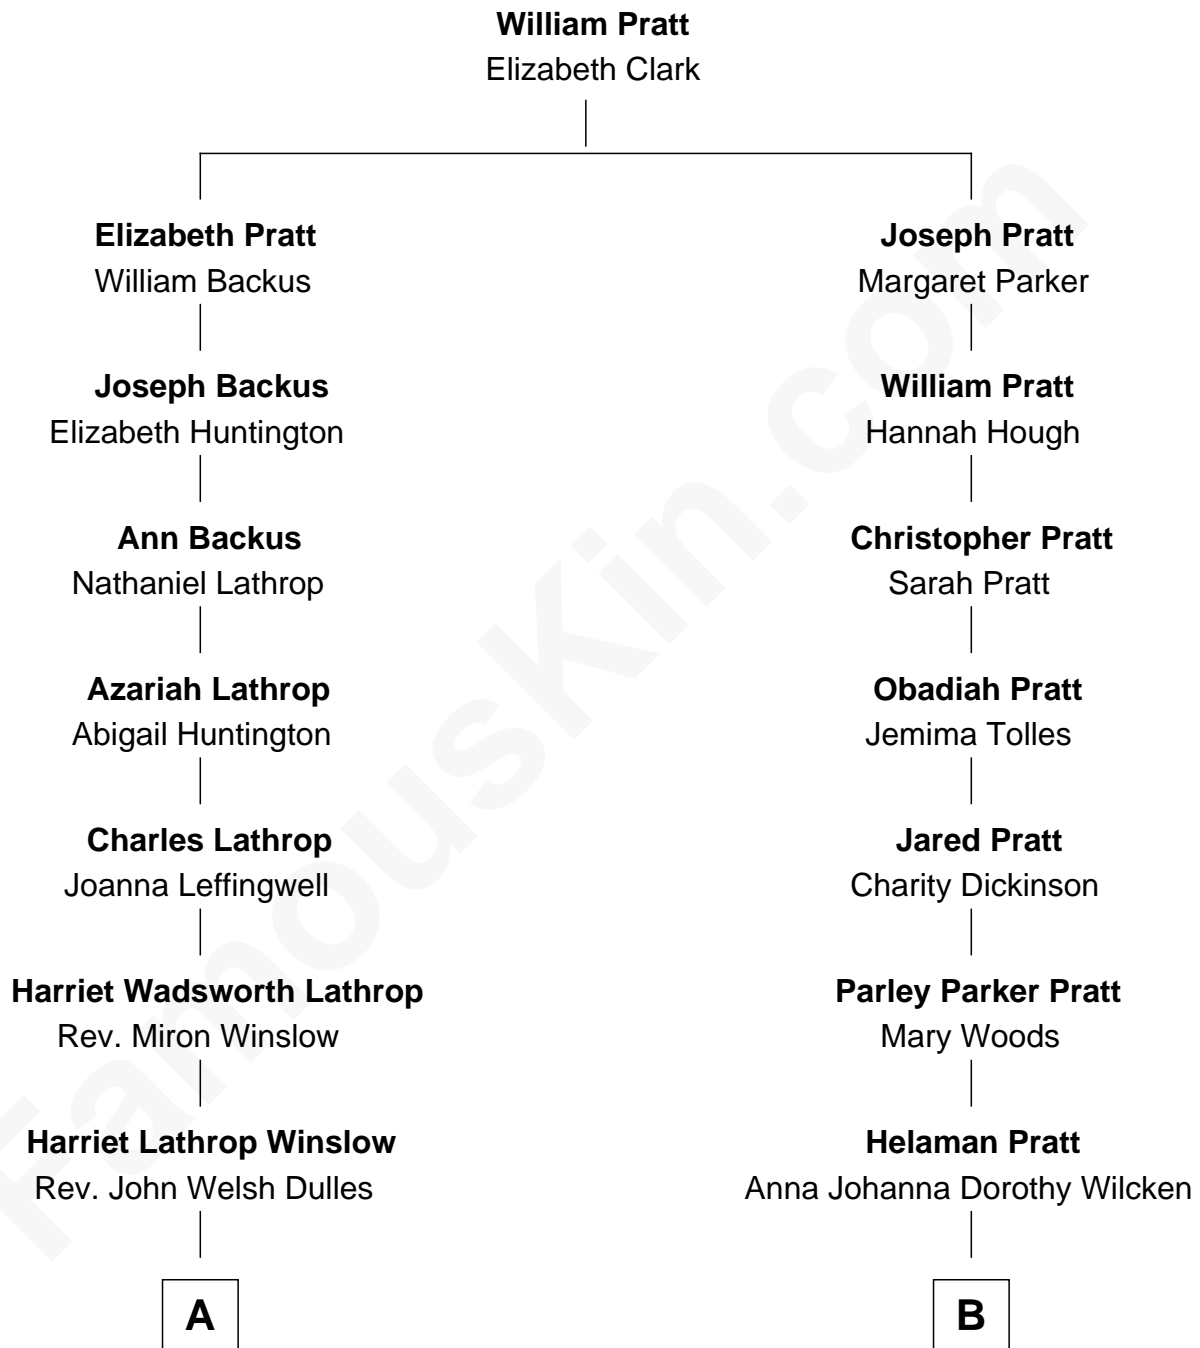 William Pratt
Elizabeth Clark
Elizabeth Pratt
William Backus
Joseph Pratt
Margaret Parker
Joseph Backus
Elizabeth Huntington
William Pratt
Hannah Hough
Ann Backus
Nathaniel Lathrop
Christopher Pratt
Sarah Pratt
Azariah Lathrop
Abigail Huntington
Obadiah Pratt
Jemima Tolles
Charles Lathrop
Joanna Leffingwell
Jared Pratt
Charity Dickinson
Harriet Wadsworth Lathrop
Rev. Miron Winslow
Parley Parker Pratt
Mary Woods
Harriet Lathrop Winslow
Rev. John Welsh Dulles
Helaman Pratt
Anna Johanna Dorothy Wilcken
A
B
FamousKin.com